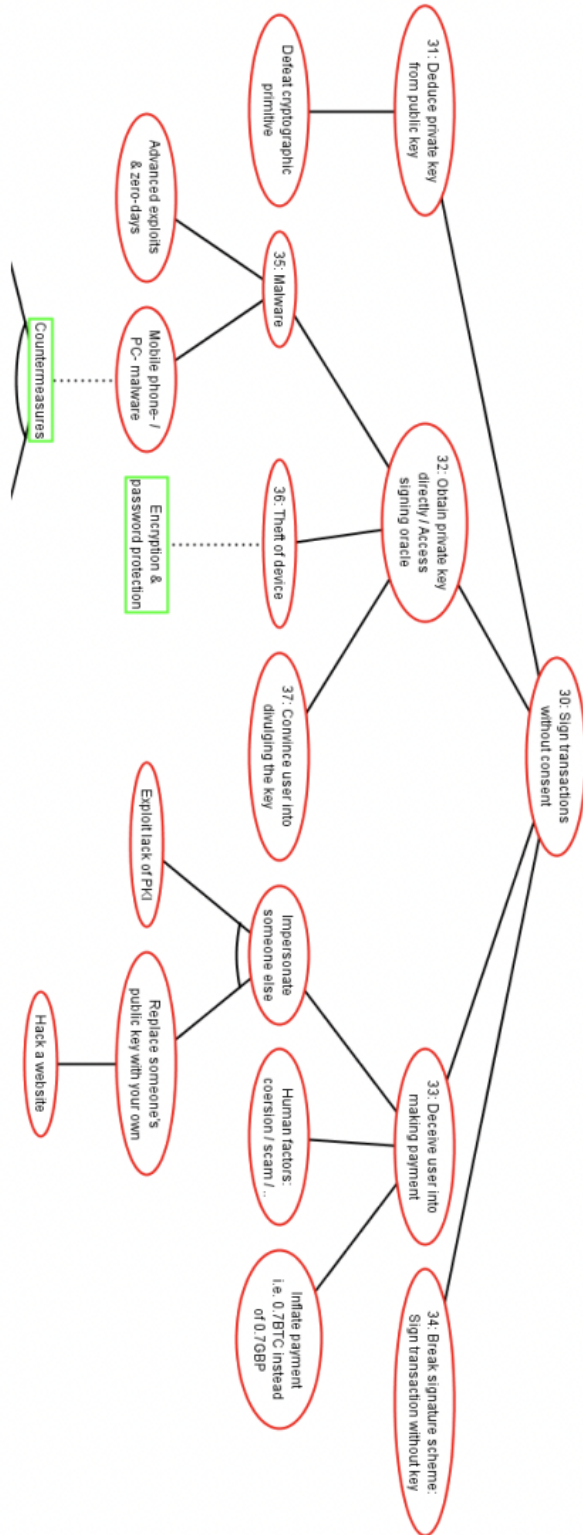 30: Sign transactions
without consent
31: Deduce private key
from public key
32: Obtain private key
directly / Access
signing oracle
33: Deceive user into
making payment
34: Break signature scheme:
Sign transaction without key
Defeat cryptographic
primitive
35: Malware
36: Theft of device
37: Convince user into
divulging the key
Impersonate
someone else
Human factors:
coersion / scam / ..
Inflate payment
i.e. 0.7BTC instead
of 0.7GBP
Advanced exploits
& zero-days
Mobile phone- /
PC- malware
Encryption &
password protection
Exploit lack of PKI
Replace someone's
public key with your own
Countermeasures
Hack a website